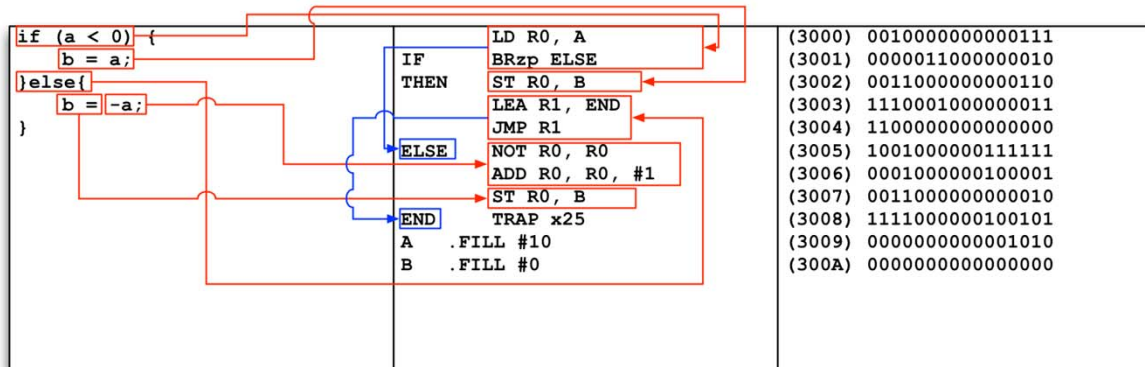 if (a < 0) {
b = a;
}else{
b = -a;
}
LD R0, A
IF BRzp ELSE
THEN ST R0, B
LEA R1, END
JMP R1
ELSE NOT R0, R0
ADD R0, R0, #1
ST R0, B
END TRAP x25
A .FILL #10
B .FILL #0
(3000) 0010000000000111
(3001) 0000011000000010
(3002) 0011000000000110
(3003) 1110001000000011
(3004) 1100000000000000
(3005) 1001000000111111
(3006) 0001000000100001
(3007) 0011000000000010
(3008) 1111000000100101
(3009) 0000000000001010
(300A) 0000000000000000